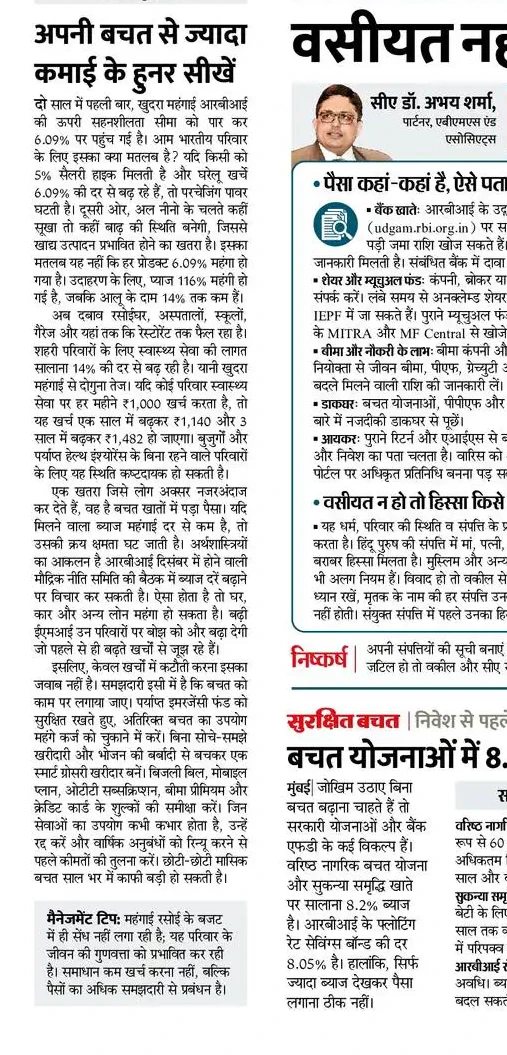 अपनी बचत से ज्यादा
कमाई के हुनर सीखें
दो साल में पहली बार, खुदरा महंगाई आरबीआई
की ऊपरी सहनशीलता सीमा को पार कर
6.09% पर पहुंच गई है। आम भारतीय परिवार
के लिए इसका क्या मतलब है? यदि किसी को
5% सैलरी हाइक मिलती है और घरेलू खर्चे
6.09% की दर से बढ़ रहे हैं, तो परचेजिंग पावर
घटती है। दूसरी ओर, अल नीनो के चलते कहीं
सूखा तो कहीं बाढ़ की स्थिति बनेगी, जिससे
खाद्य उत्पादन प्रभावित होने का खतरा है। इसका
मतलब यह नहीं कि हर प्रोडक्ट 6.09% महंगा हो
गया है। उदाहरण के लिए, प्याज 116% महंगी हो
गई है, जबकि आलू के दाम 14% तक कम हैं।
अब दबाव रसोईघर, अस्पतालों, स्कूलों,
गैरेज और यहां तक कि रेस्टोरेंट तक फैल रहा है।
शहरी परिवारों के लिए स्वास्थ्य सेवा की लागत
सालाना 14% की दर से बढ़ रही है। यानी खुदरा
महंगाई से दोगुना तेज। यदि कोई परिवार स्वास्थ्य
सेवा पर हर महीने ₹1,000 खर्च करता है, तो
यह खर्च एक साल में बढ़कर ₹1,140 और 3
साल में बढ़कर ₹1,482 हो जाएगा। बुजुर्गों और
पर्याप्त हेल्थ इंश्योरेंस के बिना रहने वाले परिवारों
के लिए यह स्थिति कष्टदायक हो सकती है।
एक खतरा जिसे लोग अक्सर नजरअंदाज
कर देते हैं, वह है बचत खातों में पड़ा पैसा। यदि
मिलने वाला ब्याज महंगाई दर से कम है, तो
उसकी क्रय क्षमता घट जाती है। अर्थशास्त्रियों
का आकलन है आरबीआई दिसंबर में होने वाली
मौद्रिक नीति समिति की बैठक में ब्याज दरें बढ़ाने
पर विचार कर सकती है। ऐसा होता है तो घर,
कार और अन्य लोन महंगा हो सकता है। बढ़ी
ईएमआई उन परिवारों पर बोझ को और बढ़ा देगी
जो पहले से ही बढ़ते खर्चों से जूझ रहे हैं।
इसलिए, केवल खर्चों में कटौती करना इसका
जवाब नहीं है। समझदारी इसी में है कि बचत को
काम पर लगाया जाए। पर्याप्त इमरजेंसी फंड को
सुरक्षित रखते हुए, अतिरिक्त बचत का उपयोग
महंगे कर्ज को चुकाने में करें। बिना सोचे-समझे
खरीदारी और भोजन की बर्बादी से बचकर एक
स्मार्ट ग्रोसरी खरीदार बनें। बिजली बिल, मोबाइल
प्लान, ओटीटी सब्सक्रिप्शन, बीमा प्रीमियम और
क्रेडिट कार्ड के शुल्कों की समीक्षा करें। जिन
सेवाओं का उपयोग कभी कभार होता है, उन्हें
रद्द करें और वार्षिक अनुबंधों को रिन्यू करने से
पहले कीमतों की तुलना करें। छोटी-छोटी मासिक
बचत साल भर में काफी बड़ी हो सकती है।
मैनेजमेंट टिप: महंगाई रसोई के बजट
में ही सेंध नहीं लगा रही है; यह परिवार के
जीवन की गुणवत्ता को प्रभावित कर रही
है। समाधान कम खर्च करना नहीं, बल्कि
पैसों का अधिक समझदारी से प्रबंधन है।
वसीयत
सीए डॉ. अभय शर्मा,
पार्टनर, एबीएमएस एंड
एसोसिएट्स
• पैसा कहां-कहां है, ऐसे पता
▪ बैंक खाते: आरबीआई के
(udgam.rbi.org.in) पर
पड़ी जमा राशि खोज सकते हैं।
जानकारी मिलती है। संबंधित बैंक में दावा
▪ शेयर और म्यूचुअल फंड: कंपनी, ब्रोकर या
संपर्क करें। लंबे समय से अनक्लेम्ड शेयर
IEPF में जा सकते हैं। पुराने म्यूचुअल
के MITRA और MF Central से
▪ बीमा और नौकरी के लाभ: बीमा कंपनी और
नियोक्ता से जीवन बीमा, पीएफ, ग्रेच्युटी
बदले मिलने वाली राशि की जानकारी लें।
▪ डाकघर: बचत योजनाओं, पीपीएफ और
बारे में नजदीकी डाकघर से पूछें।
▪ आयकर: पुराने रिटर्न और एआईएस से
और निवेश का पता चलता है। वारिस को
पोर्टल पर अधिकृत प्रतिनिधि बनना पड़
• वसीयत न हो तो हिस्सा किसे
▪ यह धर्म, परिवार की स्थिति व संपत्ति के
करता है। हिंदू पुरुष की संपत्ति में मां, पत्नी,
बराबर हिस्सा मिलता है। मुस्लिम और
भी अलग नियम हैं। विवाद हो तो वकील से
ध्यान रखें, मृतक के नाम की हर संपत्ति
नहीं होती। संयुक्त संपत्ति में पहले उनका
निष्कर्ष | अपनी संपत्तियों की सूची बनाएं
जटिल हो तो वकील और सीए
सुरक्षित बचत | निवेश से पहले
बचत योजनाओं में 8.
मुंबई| जोखिम उठाए बिना
बचत बढ़ाना चाहते हैं तो
सरकारी योजनाओं और बैंक
एफडी के कई विकल्प हैं।
वरिष्ठ नागरिक बचत योजना
और सुकन्या समृद्धि खाते
पर सालाना 8.2% ब्याज
है। आरबीआई के फ्लोटिंग
रेट सेविंग्स बॉन्ड की दर
8.05% है। हालांकि, सिर्फ
ज्यादा ब्याज देखकर पैसा
लगाना ठीक नहीं।
वरिष्ठ
रूप से 60
अधिकतम
साल और
सुकन्या
बेटी के
साल तक
में
आरबीआई
अवधि।
बदल